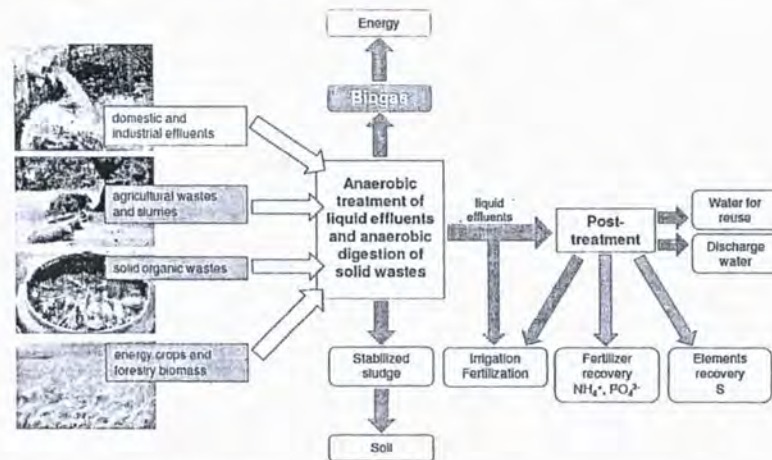 Energy
Biogas
domestic and
industrial effluents
agricultural wastes
and slurries
solid organic wastes
energy crops and
forestry biomass
Anaerobic
treatment of
liquid effluents
and anaerobic
digestion of
solid wastes
liquid
effluents
Post-
treatment
Water for
reuse
Discharge
water
Stabilized
sludge
Irrigation
Fertilization
Fertilizer
recovery
NH₄⁺, PO₄³⁻
Elements
recovery
S
Soil